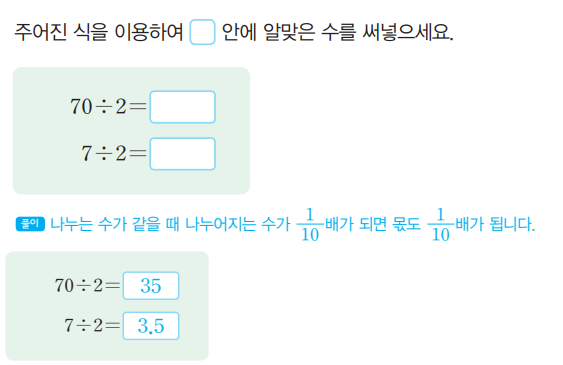 주어진 식을 이용하여 □ 안에 알맞은 수를 써넣으세요.
70÷2=□
7÷2=□
풀이 나누는 수가 같을 때 나누어지는 수가 1/10배가 되면 몫도 1/10배가 됩니다.
70÷2=35
7÷2=3.5